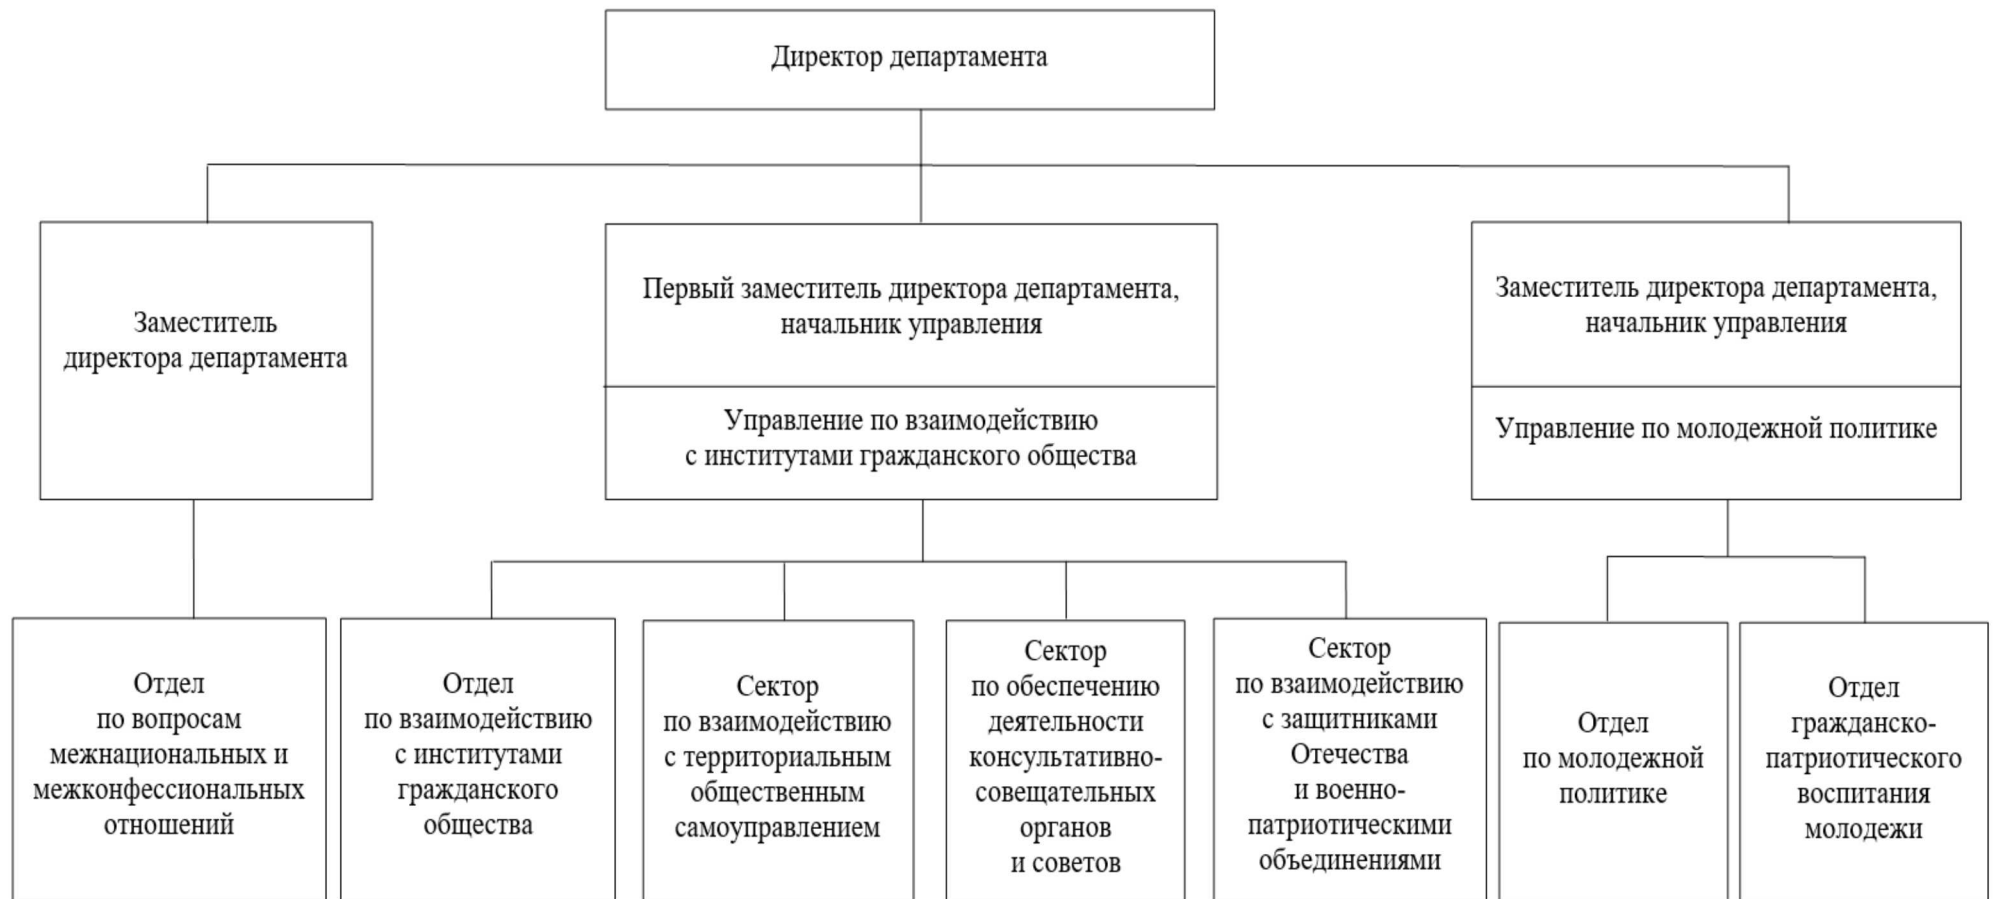 Директор департамента
Заместитель
директора департамента
Первый заместитель директора департамента,
начальник управления
Управление по взаимодействию
с институтами гражданского общества
Заместитель директора департамента,
начальник управления
Управление по молодежной политике
Отдел
по вопросам
межнациональных и
межконфессиональных
отношений
Отдел
по взаимодействию
с институтами
гражданского
общества
Сектор
по взаимодействию
с территориальным
общественным
самоуправлением
Сектор
по обеспечению
деятельности
консультативно-
совещательных
органов
и советов
Сектор
по взаимодействию
с защитниками
Отечества
и военно-
патриотическими
объединениями
Отдел
по молодежной
политике
Отдел
гражданско-
патриотического
воспитания
молодежи